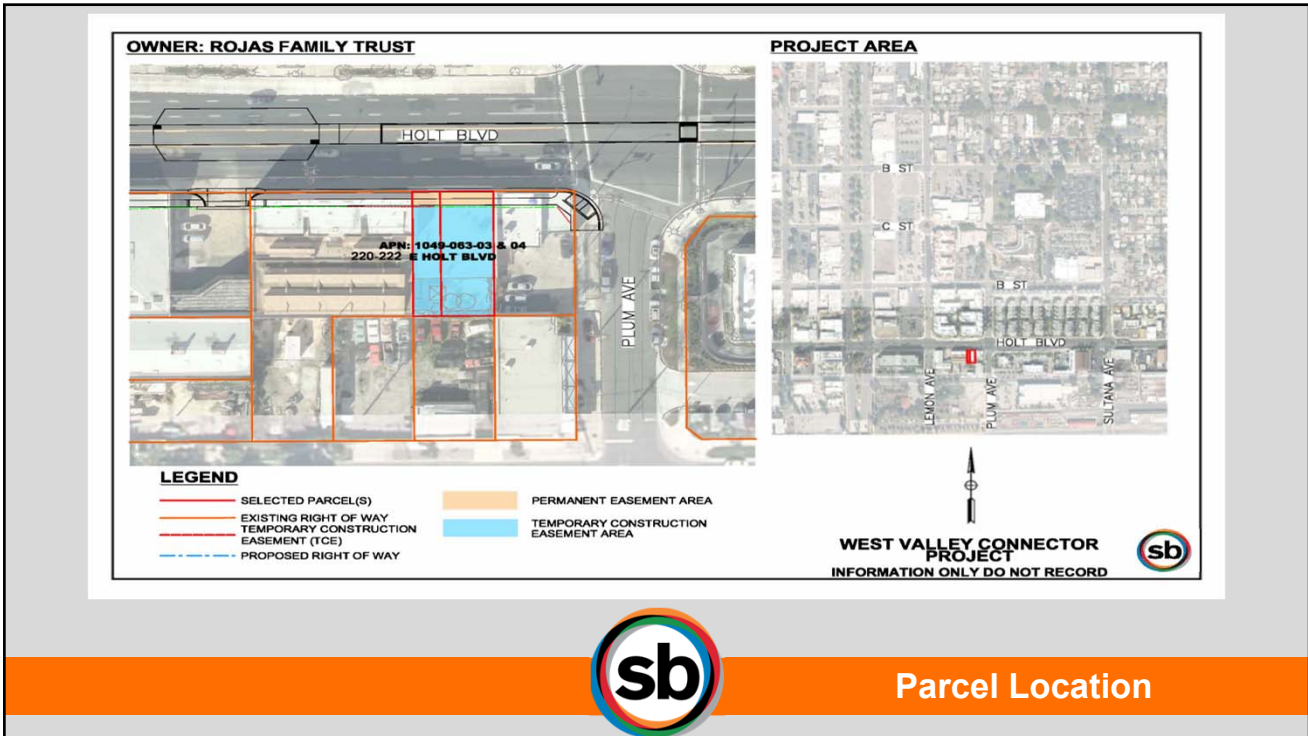 OWNER: ROJAS FAMILY TRUST
HOLT BLVD
APN: 1049-063-03 & 04
220-222 E HOLT BLVD
PLUM AVE
PROJECT AREA
B ST
C ST
B ST
HOLT BLVD
LEMON AVE
PLUM AVE
SULTANA AVE
LEGEND
SELECTED PARCEL(S)
EXISTING RIGHT OF WAY
TEMPORARY CONSTRUCTION
EASEMENT (TCE)
PROPOSED RIGHT OF WAY
PERMANENT EASEMENT AREA
TEMPORARY CONSTRUCTION
EASEMENT AREA
WEST VALLEY CONNECTOR
PROJECT
INFORMATION ONLY DO NOT RECORD
sb
sb
Parcel Location